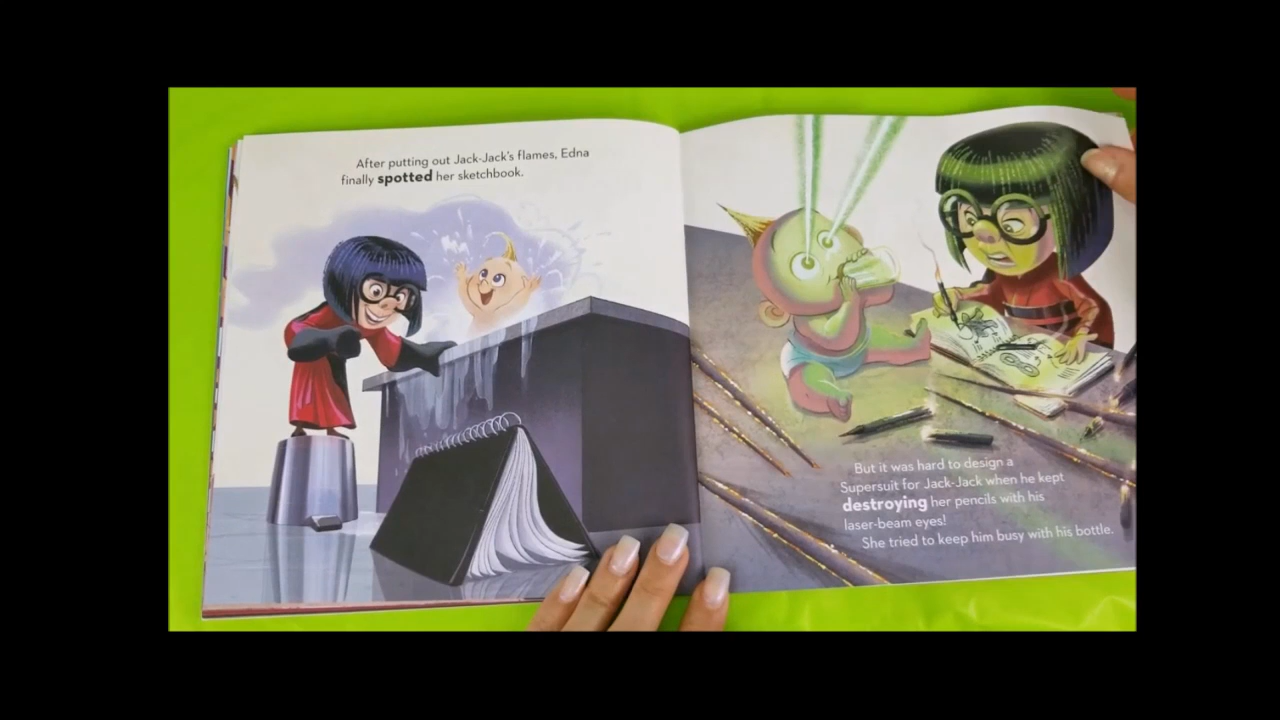 After putting out Jack-Jack's flames, Edna
finally spotted her sketchbook.
But it was hard to design a
Supersuit for Jack-Jack when he kept
destroying her pencils with his
laser-beam eyes!
She tried to keep him busy with his bottle.